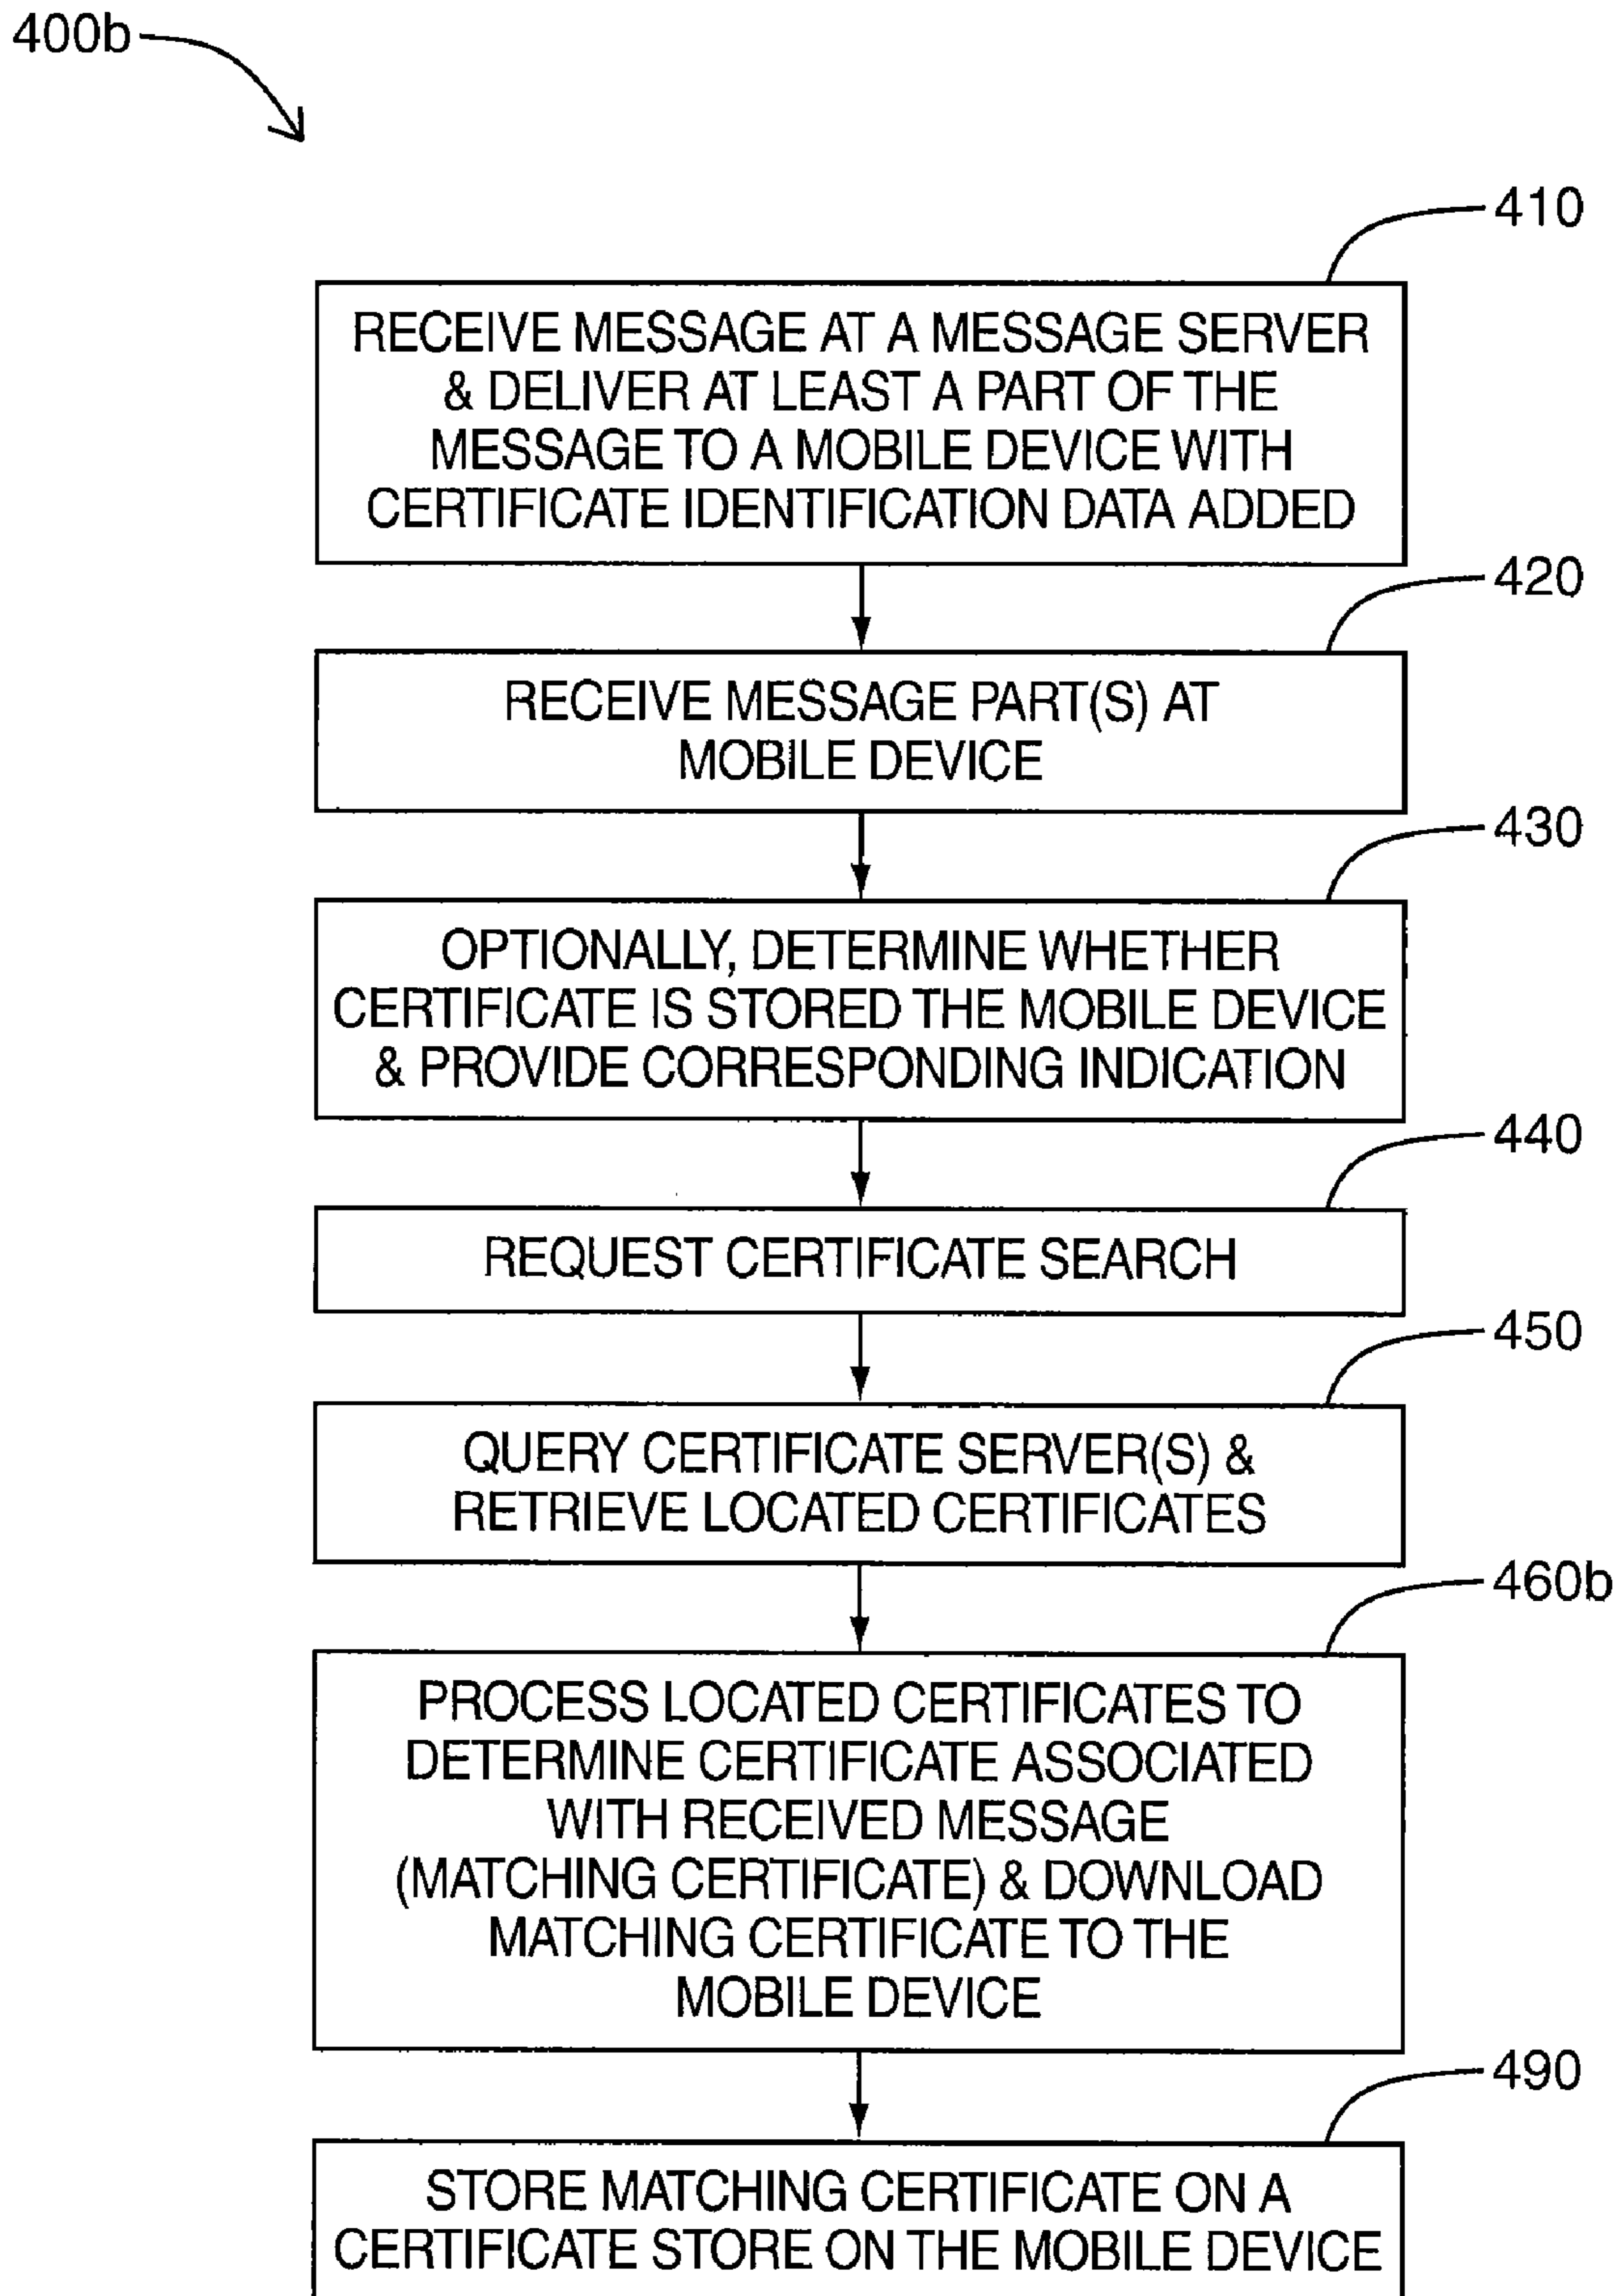 400b
410
RECEIVE MESSAGE AT A MESSAGE SERVER
& DELIVER AT LEAST A PART OF THE
MESSAGE TO A MOBILE DEVICE WITH
CERTIFICATE IDENTIFICATION DATA ADDED
420
RECEIVE MESSAGE PART(S) AT
MOBILE DEVICE
430
OPTIONALLY, DETERMINE WHETHER
CERTIFICATE IS STORED THE MOBILE DEVICE
& PROVIDE CORRESPONDING INDICATION
440
REQUEST CERTIFICATE SEARCH
450
QUERY CERTIFICATE SERVER(S) &
RETRIEVE LOCATED CERTIFICATES
460b
PROCESS LOCATED CERTIFICATES TO
DETERMINE CERTIFICATE ASSOCIATED
WITH RECEIVED MESSAGE
(MATCHING CERTIFICATE) & DOWNLOAD
MATCHING CERTIFICATE TO THE
MOBILE DEVICE
490
STORE MATCHING CERTIFICATE ON A
CERTIFICATE STORE ON THE MOBILE DEVICE